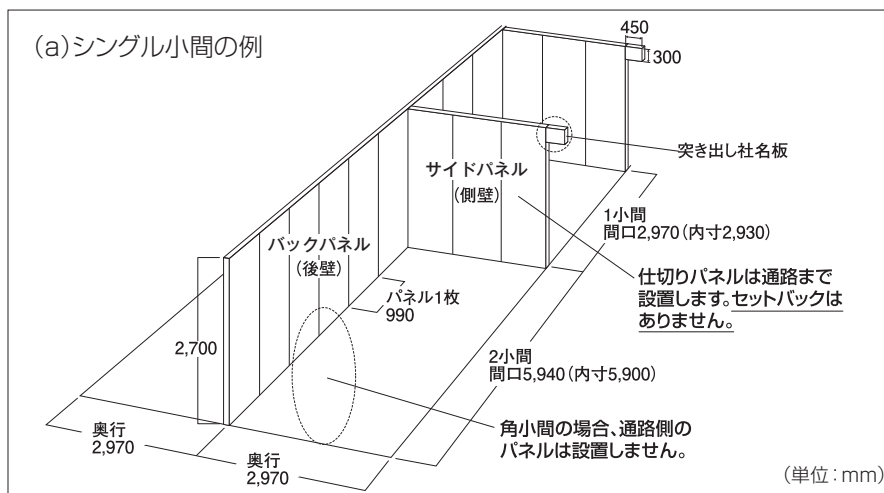 (a)シングル小間の例
450
300
突き出し社名板
サイドパネル
(側壁)
1小間
間口2,970(内寸2,930)
バックパネル
(後壁)
仕切りパネルは通路まで
設置します。セットバックは
ありません。
パネル1枚
990
2,700
2小間
間口5,940(内寸5,900)
角小間の場合、通路側の
パネルは設置しません。
奥行
2,970
奥行
2,970
(単位:mm)